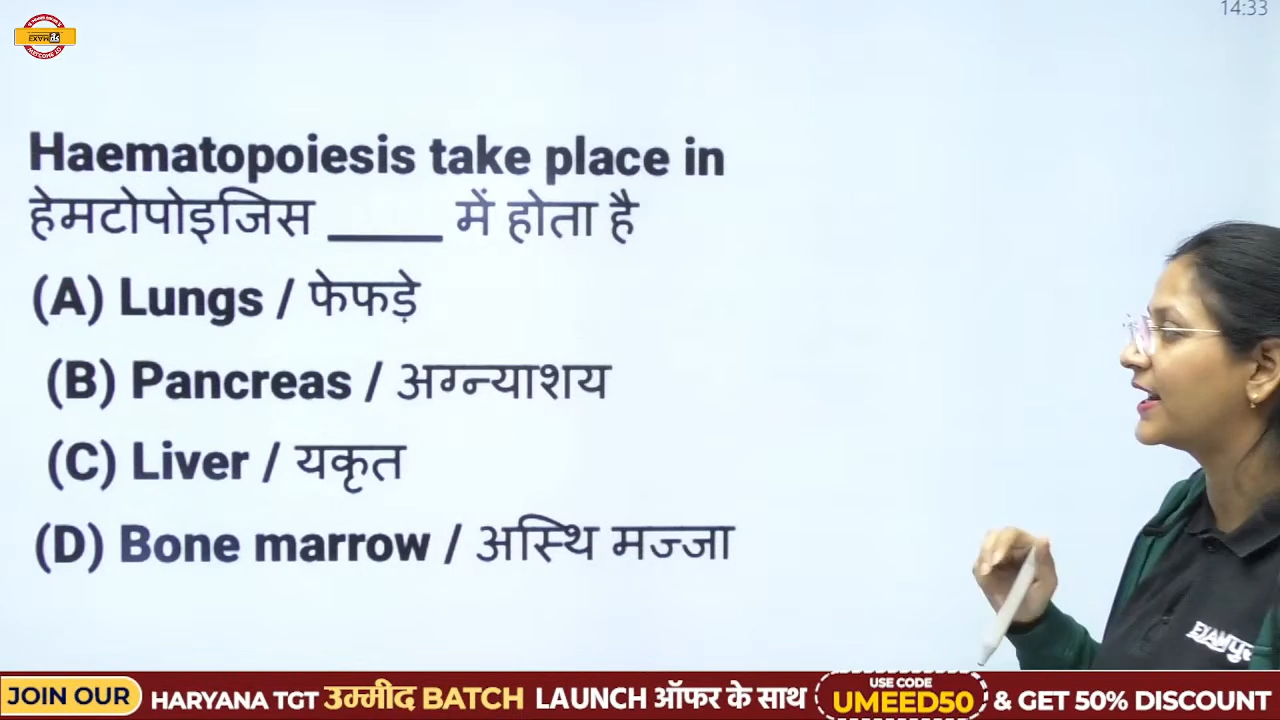 14:33
Haematopoiesis take place in
हेमटोपोइजिस ____ में होता है
(A) Lungs / फेफड़े
(B) Pancreas / अग्न्याशय
(C) Liver / यकृत
(D) Bone marrow / अस्थि मज्जा
JOIN OUR HARYANA TGT उम्मीद BATCH LAUNCH ऑफर के साथ USE CODE UMEED50 & GET 50% DISCOUNT